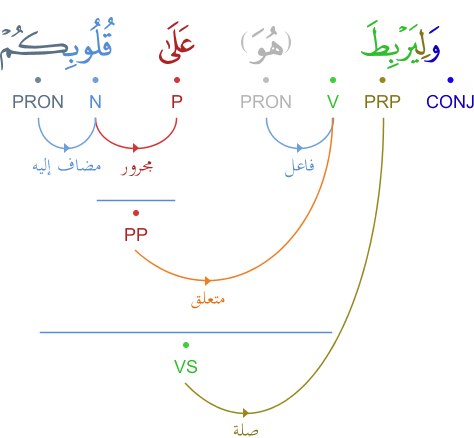 وَلِيَرْبِطَ (هُوَ) عَلَىٰ قُلُوبِكُمْ
CONJ PRP V PRON P N PRON
فاعل مجرور مضاف إليه
PP
متعلق
VS
صلة